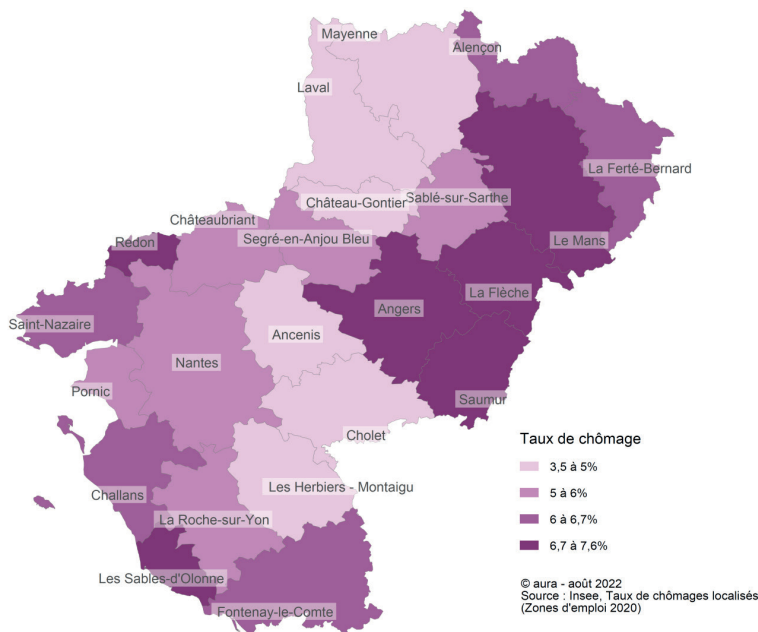 Mayenne
Alençon
Laval
La Ferté-Bernard
Château-Gontier
Sablé-sur-Sarthe
Châteaubriant
Segré-en-Anjou Bleu
Redon
Le Mans
La Flèche
Angers
Saint-Nazaire
Ancenis
Nantes
Pornic
Saumur
Cholet
Les Herbiers - Montaigu
Challans
La Roche-sur-Yon
Les Sables-d'Olonne
Fontenay-le-Comte
Taux de chômage
3,5 à 5%
5 à 6%
6 à 6,7%
6,7 à 7,6%
© aura - août 2022
Source : Insee, Taux de chômages localisés
(Zones d'emploi 2020)